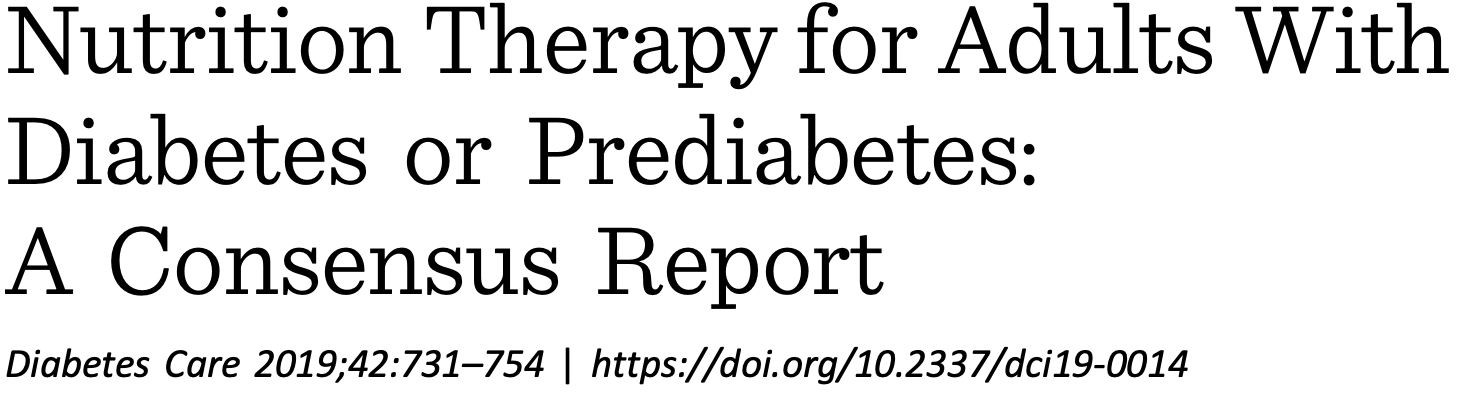 Nutrition Therapy for Adults With
Diabetes or Prediabetes:
A Consensus Report
Diabetes Care 2019;42:731–754 | https://doi.org/10.2337/dci19-0014